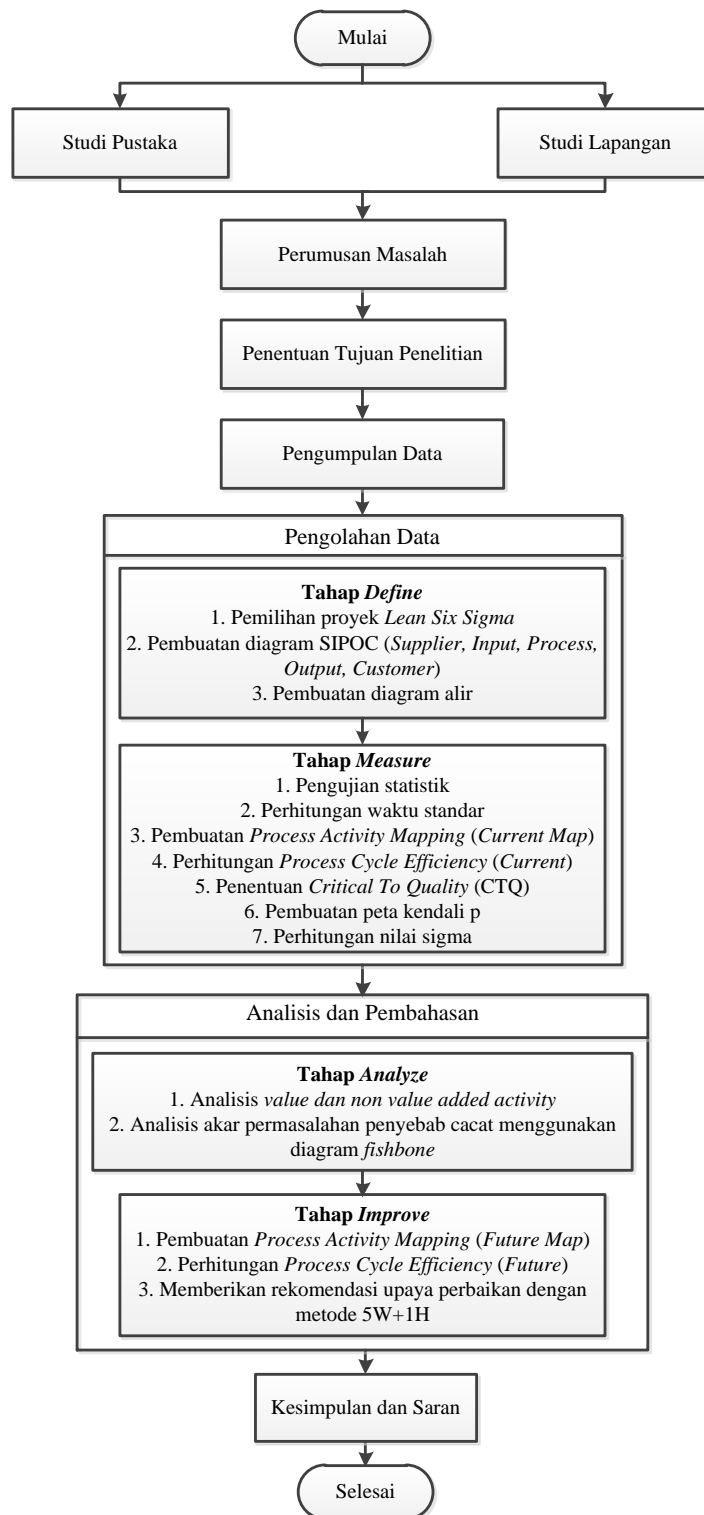 Mulai
Studi Pustaka
Studi Lapangan
Perumusan Masalah
Penentuan Tujuan Penelitian
Pengumpulan Data
Pengolahan Data
Tahap Define
1. Pemilihan proyek Lean Six Sigma
2. Pembuatan diagram SIPOC (Supplier, Input, Process,
Output, Customer)
3. Pembuatan diagram alir
Tahap Measure
1. Pengujian statistik
2. Perhitungan waktu standar
3. Pembuatan Process Activity Mapping (Current Map)
4. Perhitungan Process Cycle Efficiency (Current)
5. Penentuan Critical To Quality (CTQ)
6. Pembuatan peta kendali p
7. Perhitungan nilai sigma
Analisis dan Pembahasan
Tahap Analyze
1. Analisis value dan non value added activity
2. Analisis akar permasalahan penyebab cacat menggunakan
diagram fishbone
Tahap Improve
1. Pembuatan Process Activity Mapping (Future Map)
2. Perhitungan Process Cycle Efficiency (Future)
3. Memberikan rekomendasi upaya perbaikan dengan
metode 5W+1H
Kesimpulan dan Saran
Selesai